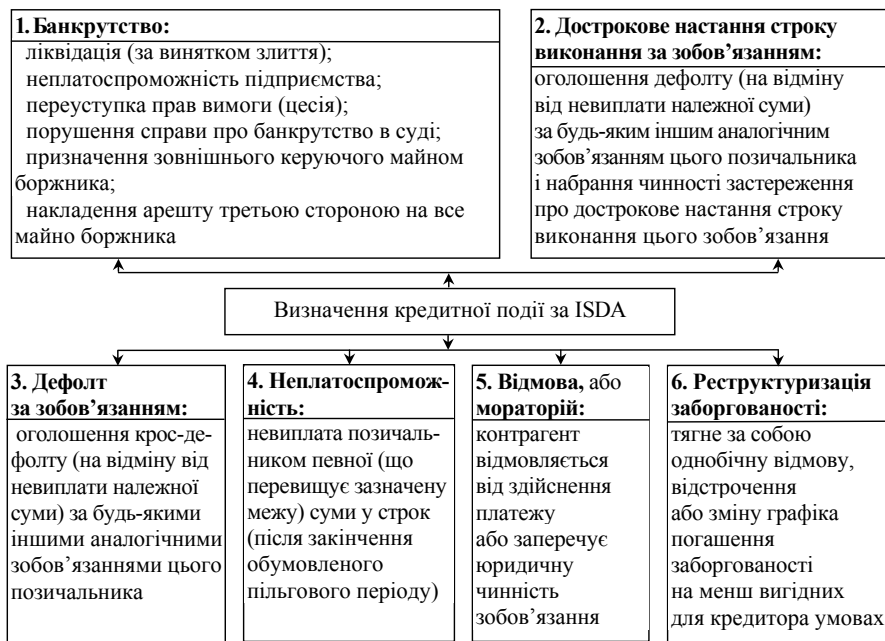 1. Банкрутство:
ліквідація (за винятком злиття);
неплатоспроможність підприємства;
переуступка прав вимоги (цесія);
порушення справи про банкрутство в суді;
призначення зовнішнього керуючого майном
боржника;
накладення арешту третьою стороною на все
майно боржника
2. Дострокове настання строку
виконання за зобов’язанням:
оголошення дефолту (на відміну
від невиплати належної суми)
за будь-яким іншим аналогічним
зобов’язанням цього позичальника
і набрання чинності застереження
про дострокове настання строку
виконання цього зобов’язання
Визначення кредитної події за ISDA
3. Дефолт
за зобов’язанням:
оголошення крос-де-
фолту (на відміну від
невиплати належної
суми) за будь-якими
іншими аналогічними
зобов’язаннями цього
позичальника
4. Неплатоспромож-
ність:
невиплата позичаль-
ником певної (що
перевищує зазначену
межу) суми у строк
(після закінчення
обумовленого
пільгового періоду)
5. Відмова, або
мораторій:
контрагент
відмовляється
від здійснення
платежу
або заперечує
юридичну
чинність
зобов’язання
6. Реструктуризація
заборгованості:
тягне за собою
однобічну відмову,
відстрочення
або зміну графіка
погашення
заборгованості
на менш вигідних
для кредитора умовах